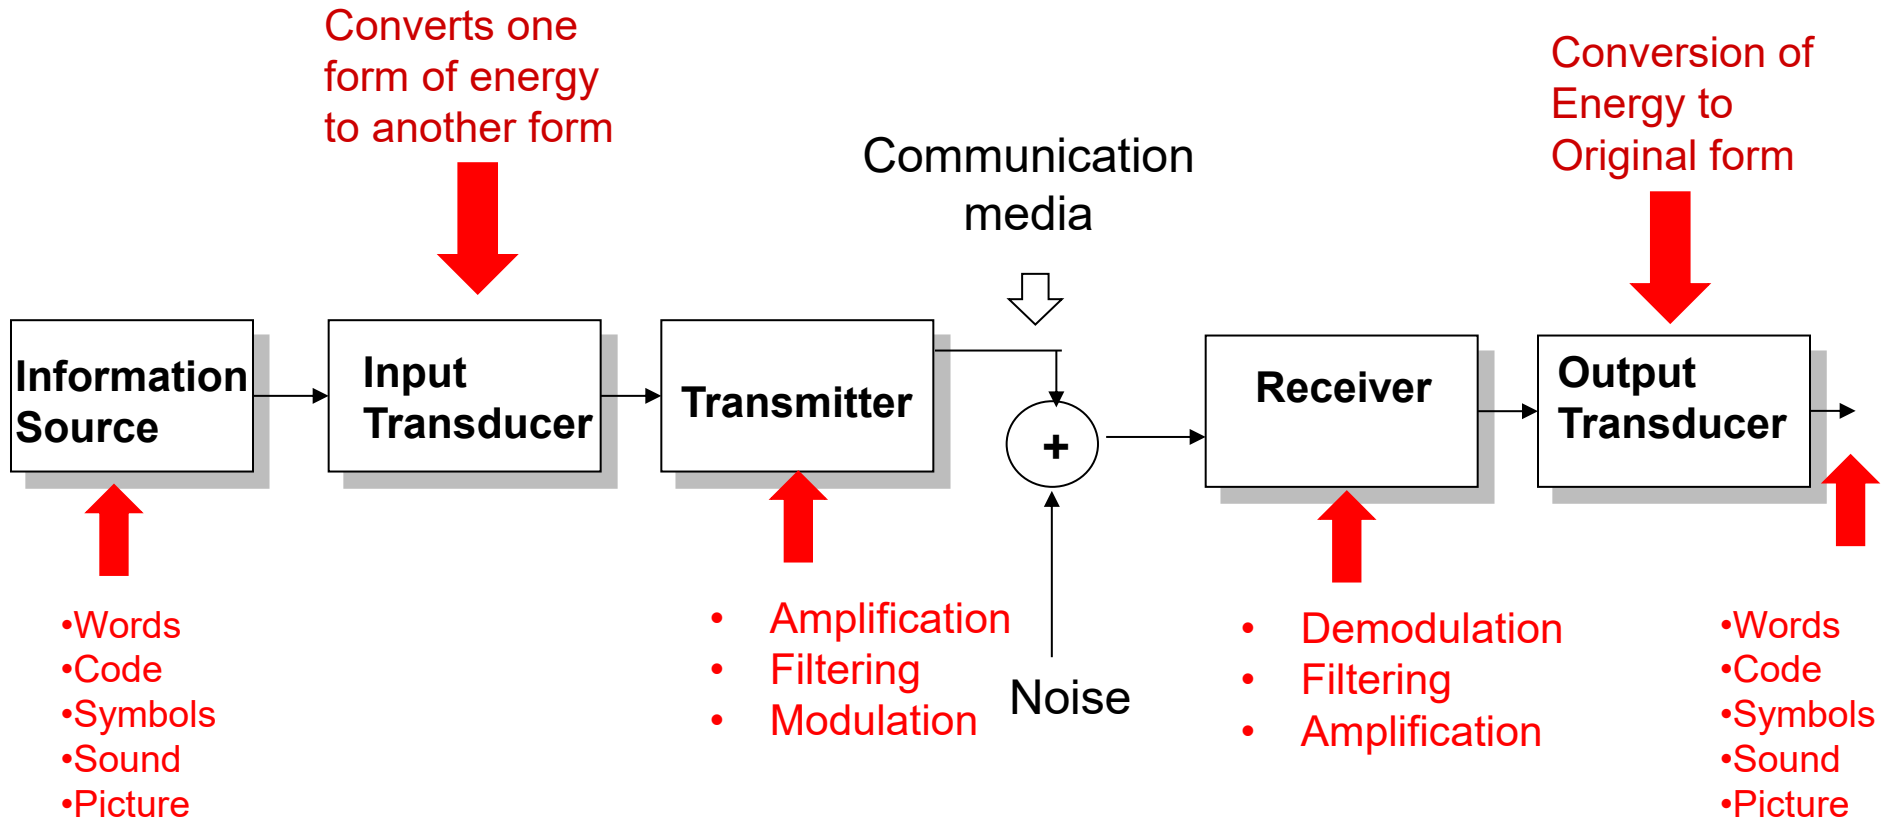 Converts one
form of energy
to another form
Communication
media
Conversion of
Energy to
Original form
Information
Source
Input
Transducer
Transmitter
+
Receiver
Output
Transducer
•Words
•Code
•Symbols
•Sound
•Picture
• Amplification
• Filtering
• Modulation
Noise
• Demodulation
• Filtering
• Amplification
•Words
•Code
•Symbols
•Sound
•Picture